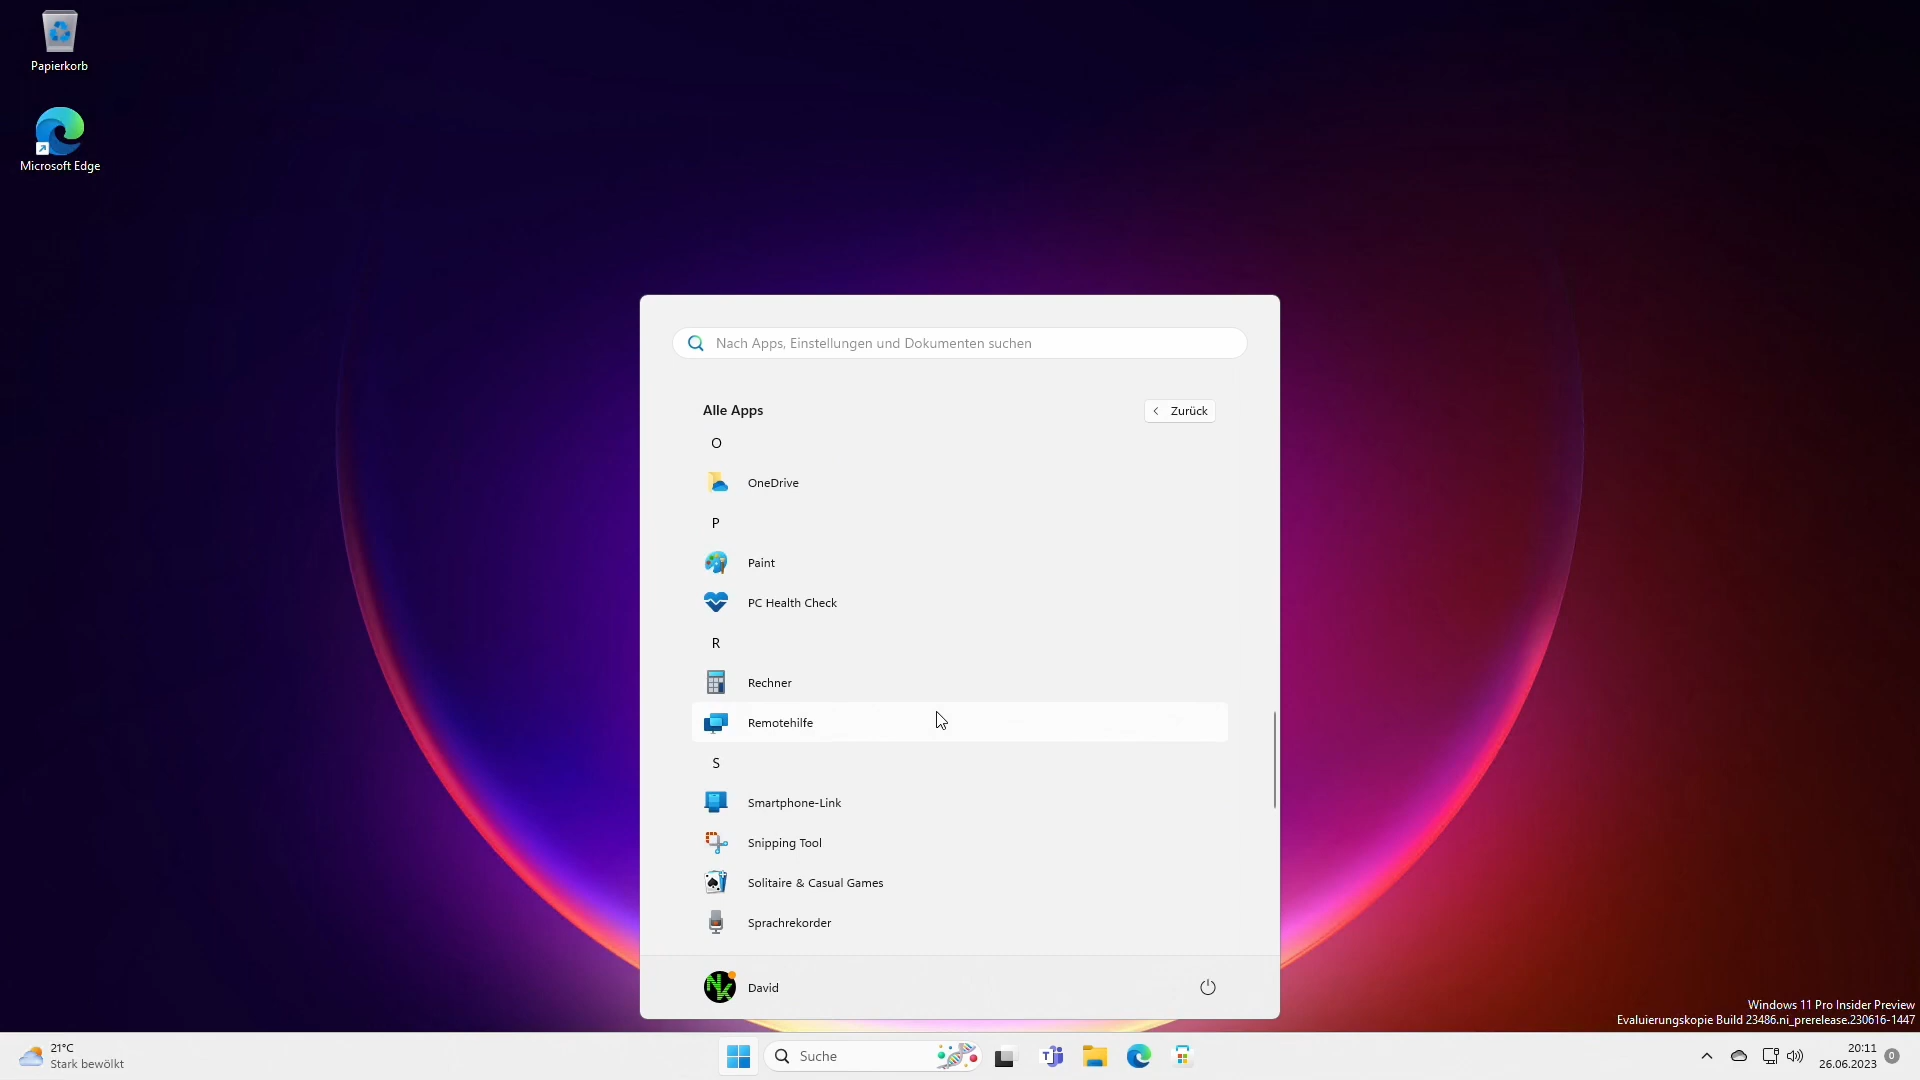 Papierkorb
Microsoft Edge
Nach Apps, Einstellungen und Dokumenten suchen
Alle Apps
Zurück
O
OneDrive
P
Paint
PC Health Check
R
Rechner
Remotehilfe
S
Smartphone-Link
Snipping Tool
Solitaire & Casual Games
Sprachrekorder
David
Windows 11 Pro Insider Preview
Evaluierungskopie Build 23486.ni_prerelease.230616-1447
21°C
Stark bewölkt
Suche
20:11
26.06.2023
0